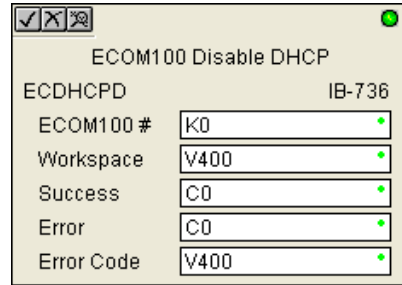 ECOM100 Disable DHCP
ECDHCPD IB-736
ECOM100 # K0
Workspace V400
Success C0
Error C0
Error Code V400